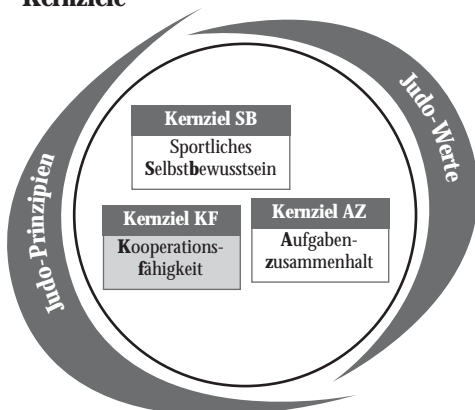 Kernziele
Judo-Werte
Kernziel SB
Sportliches
Selbstbewusstsein
Judo-Prinzipien
Kernziel KF
Kooperations-
fähigkeit
Kernziel AZ
Aufgaben-
zusammenhalt